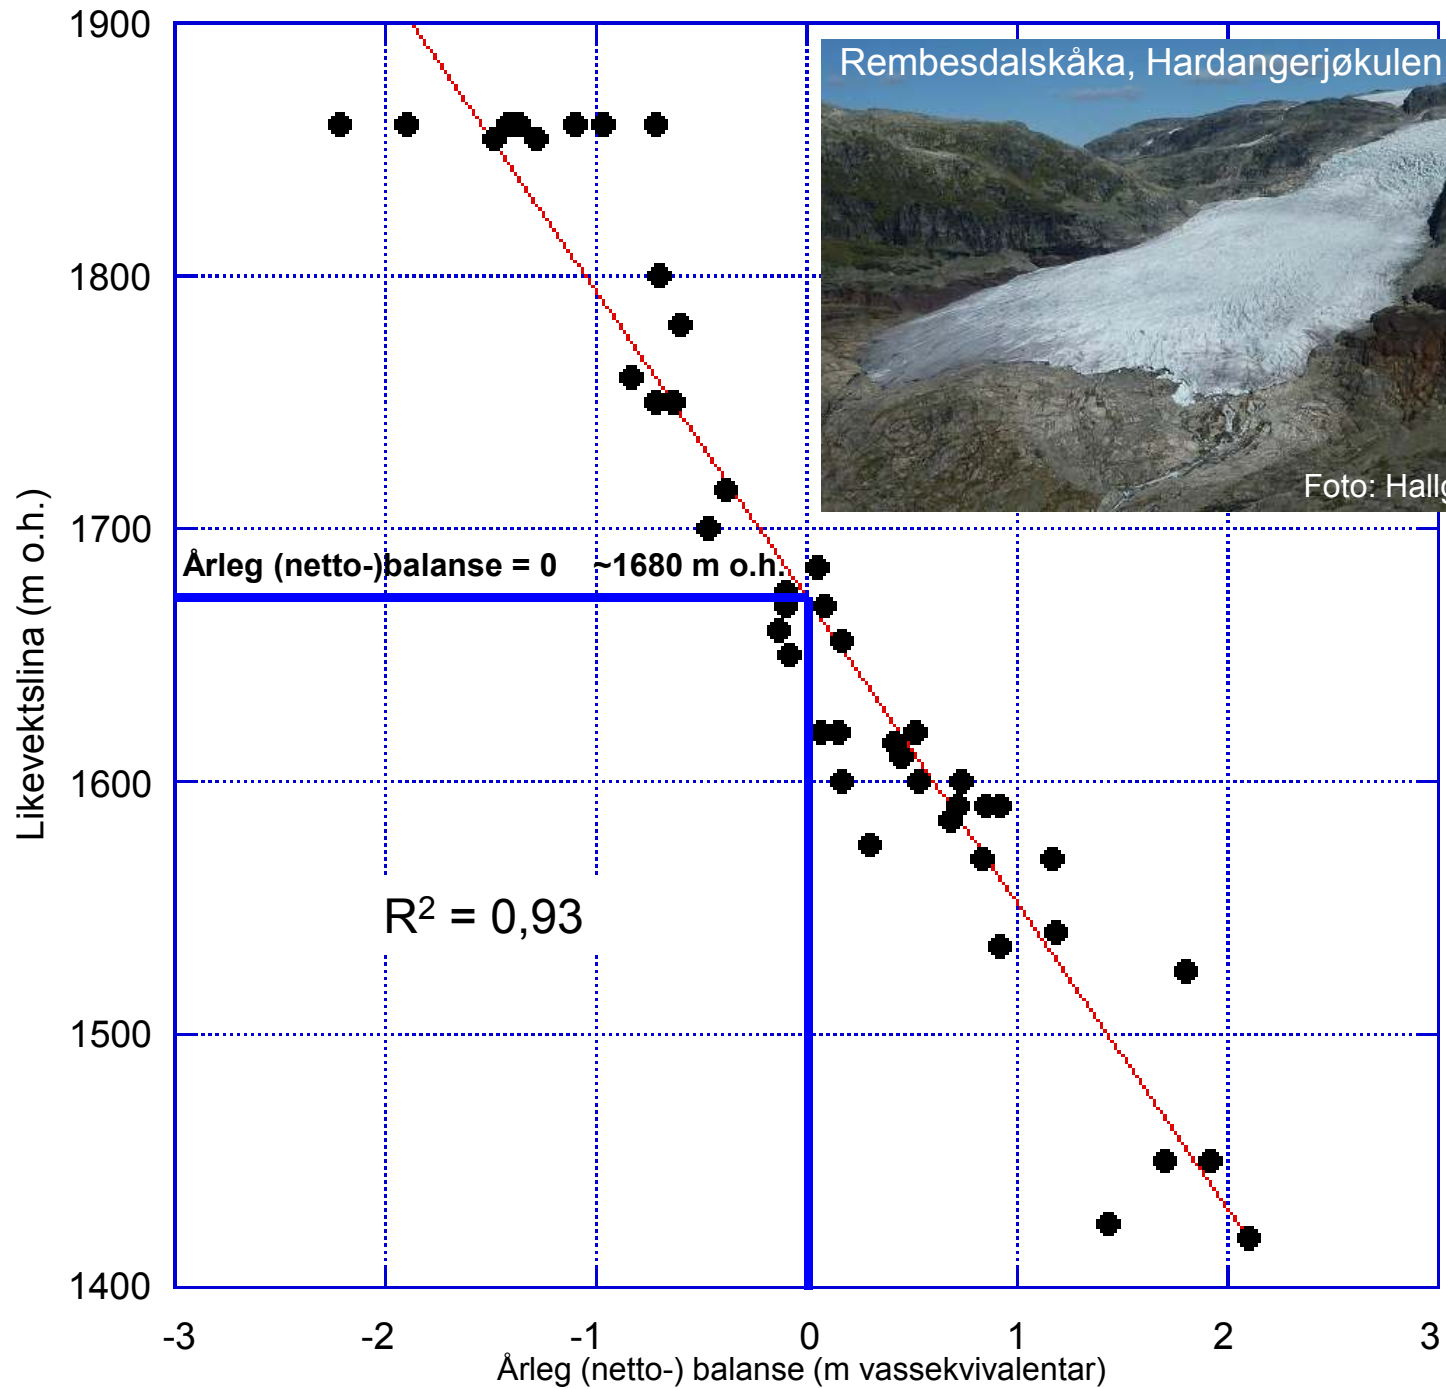 1900
1800
1700
1600
1500
1400
Likevektslina (m o.h.)
Rembesdalskåka, Hardangerjøkulen
Foto: Hallg
Årleg (netto-)balanse = 0 ~1680 m o.h.
R² = 0,93
-3 -2 -1 0 1 2 3
Årleg (netto-) balanse (m vassekvivalentar)